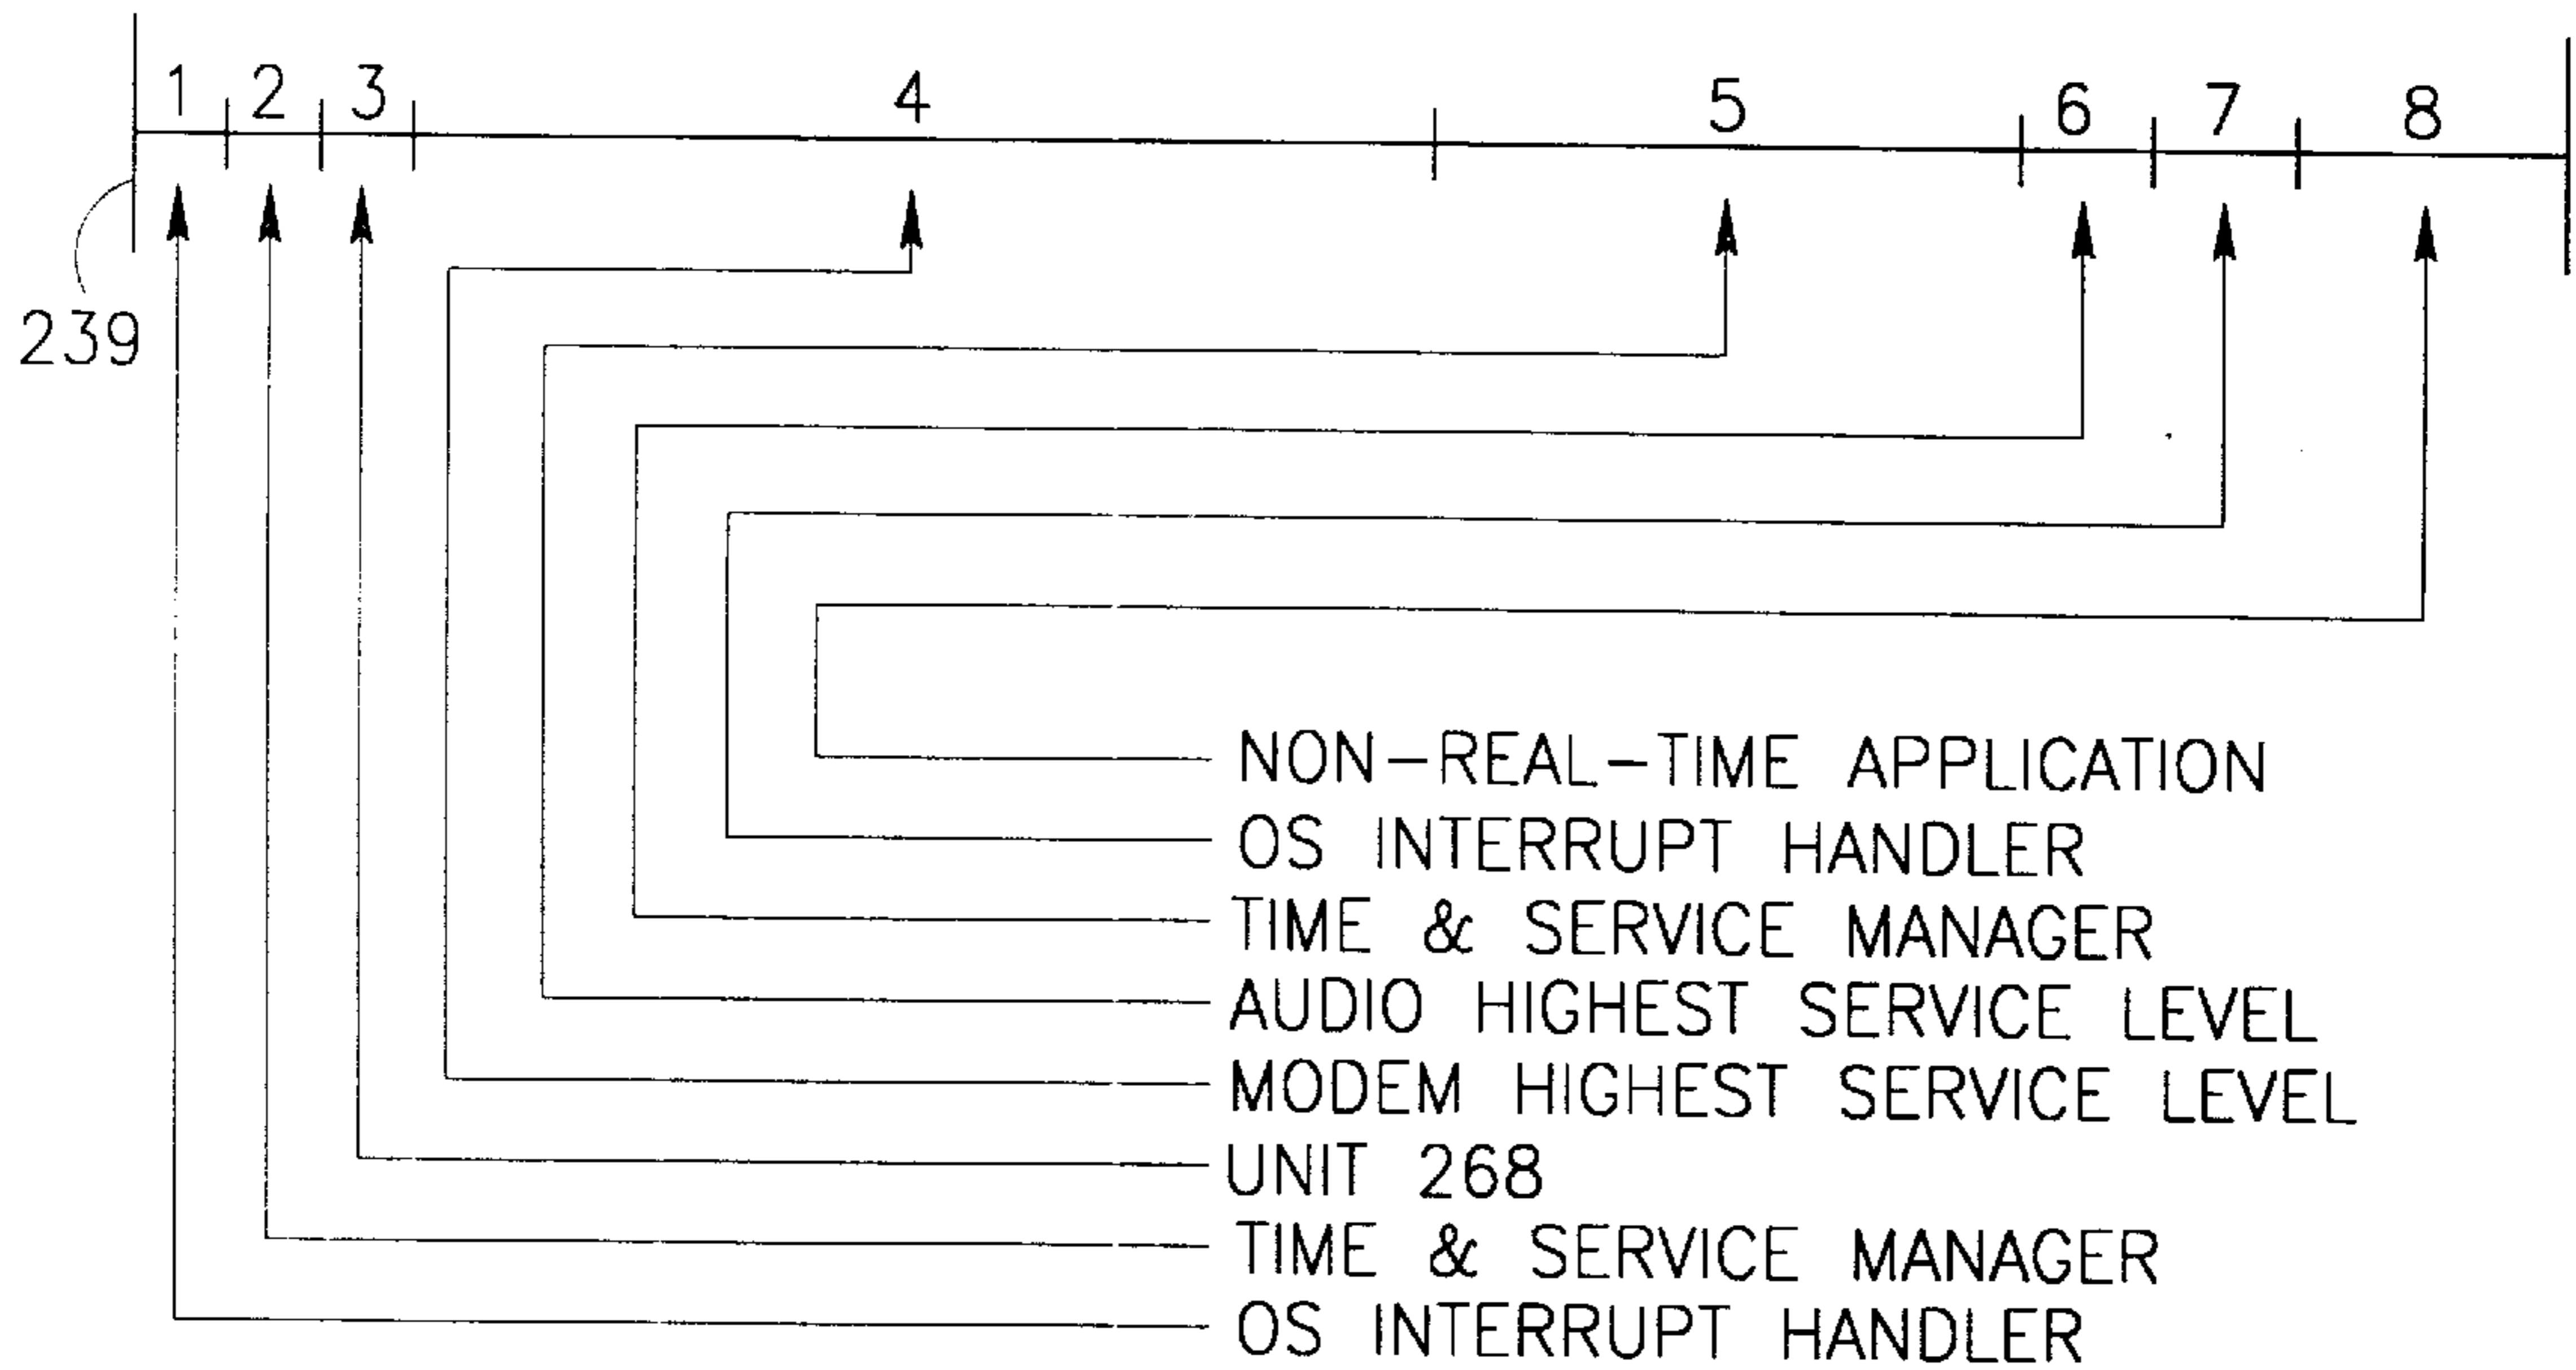 1 2 3 4 5 6 7 8
239
NON-REAL-TIME APPLICATION
OS INTERRUPT HANDLER
TIME & SERVICE MANAGER
AUDIO HIGHEST SERVICE LEVEL
MODEM HIGHEST SERVICE LEVEL
UNIT 268
TIME & SERVICE MANAGER
OS INTERRUPT HANDLER